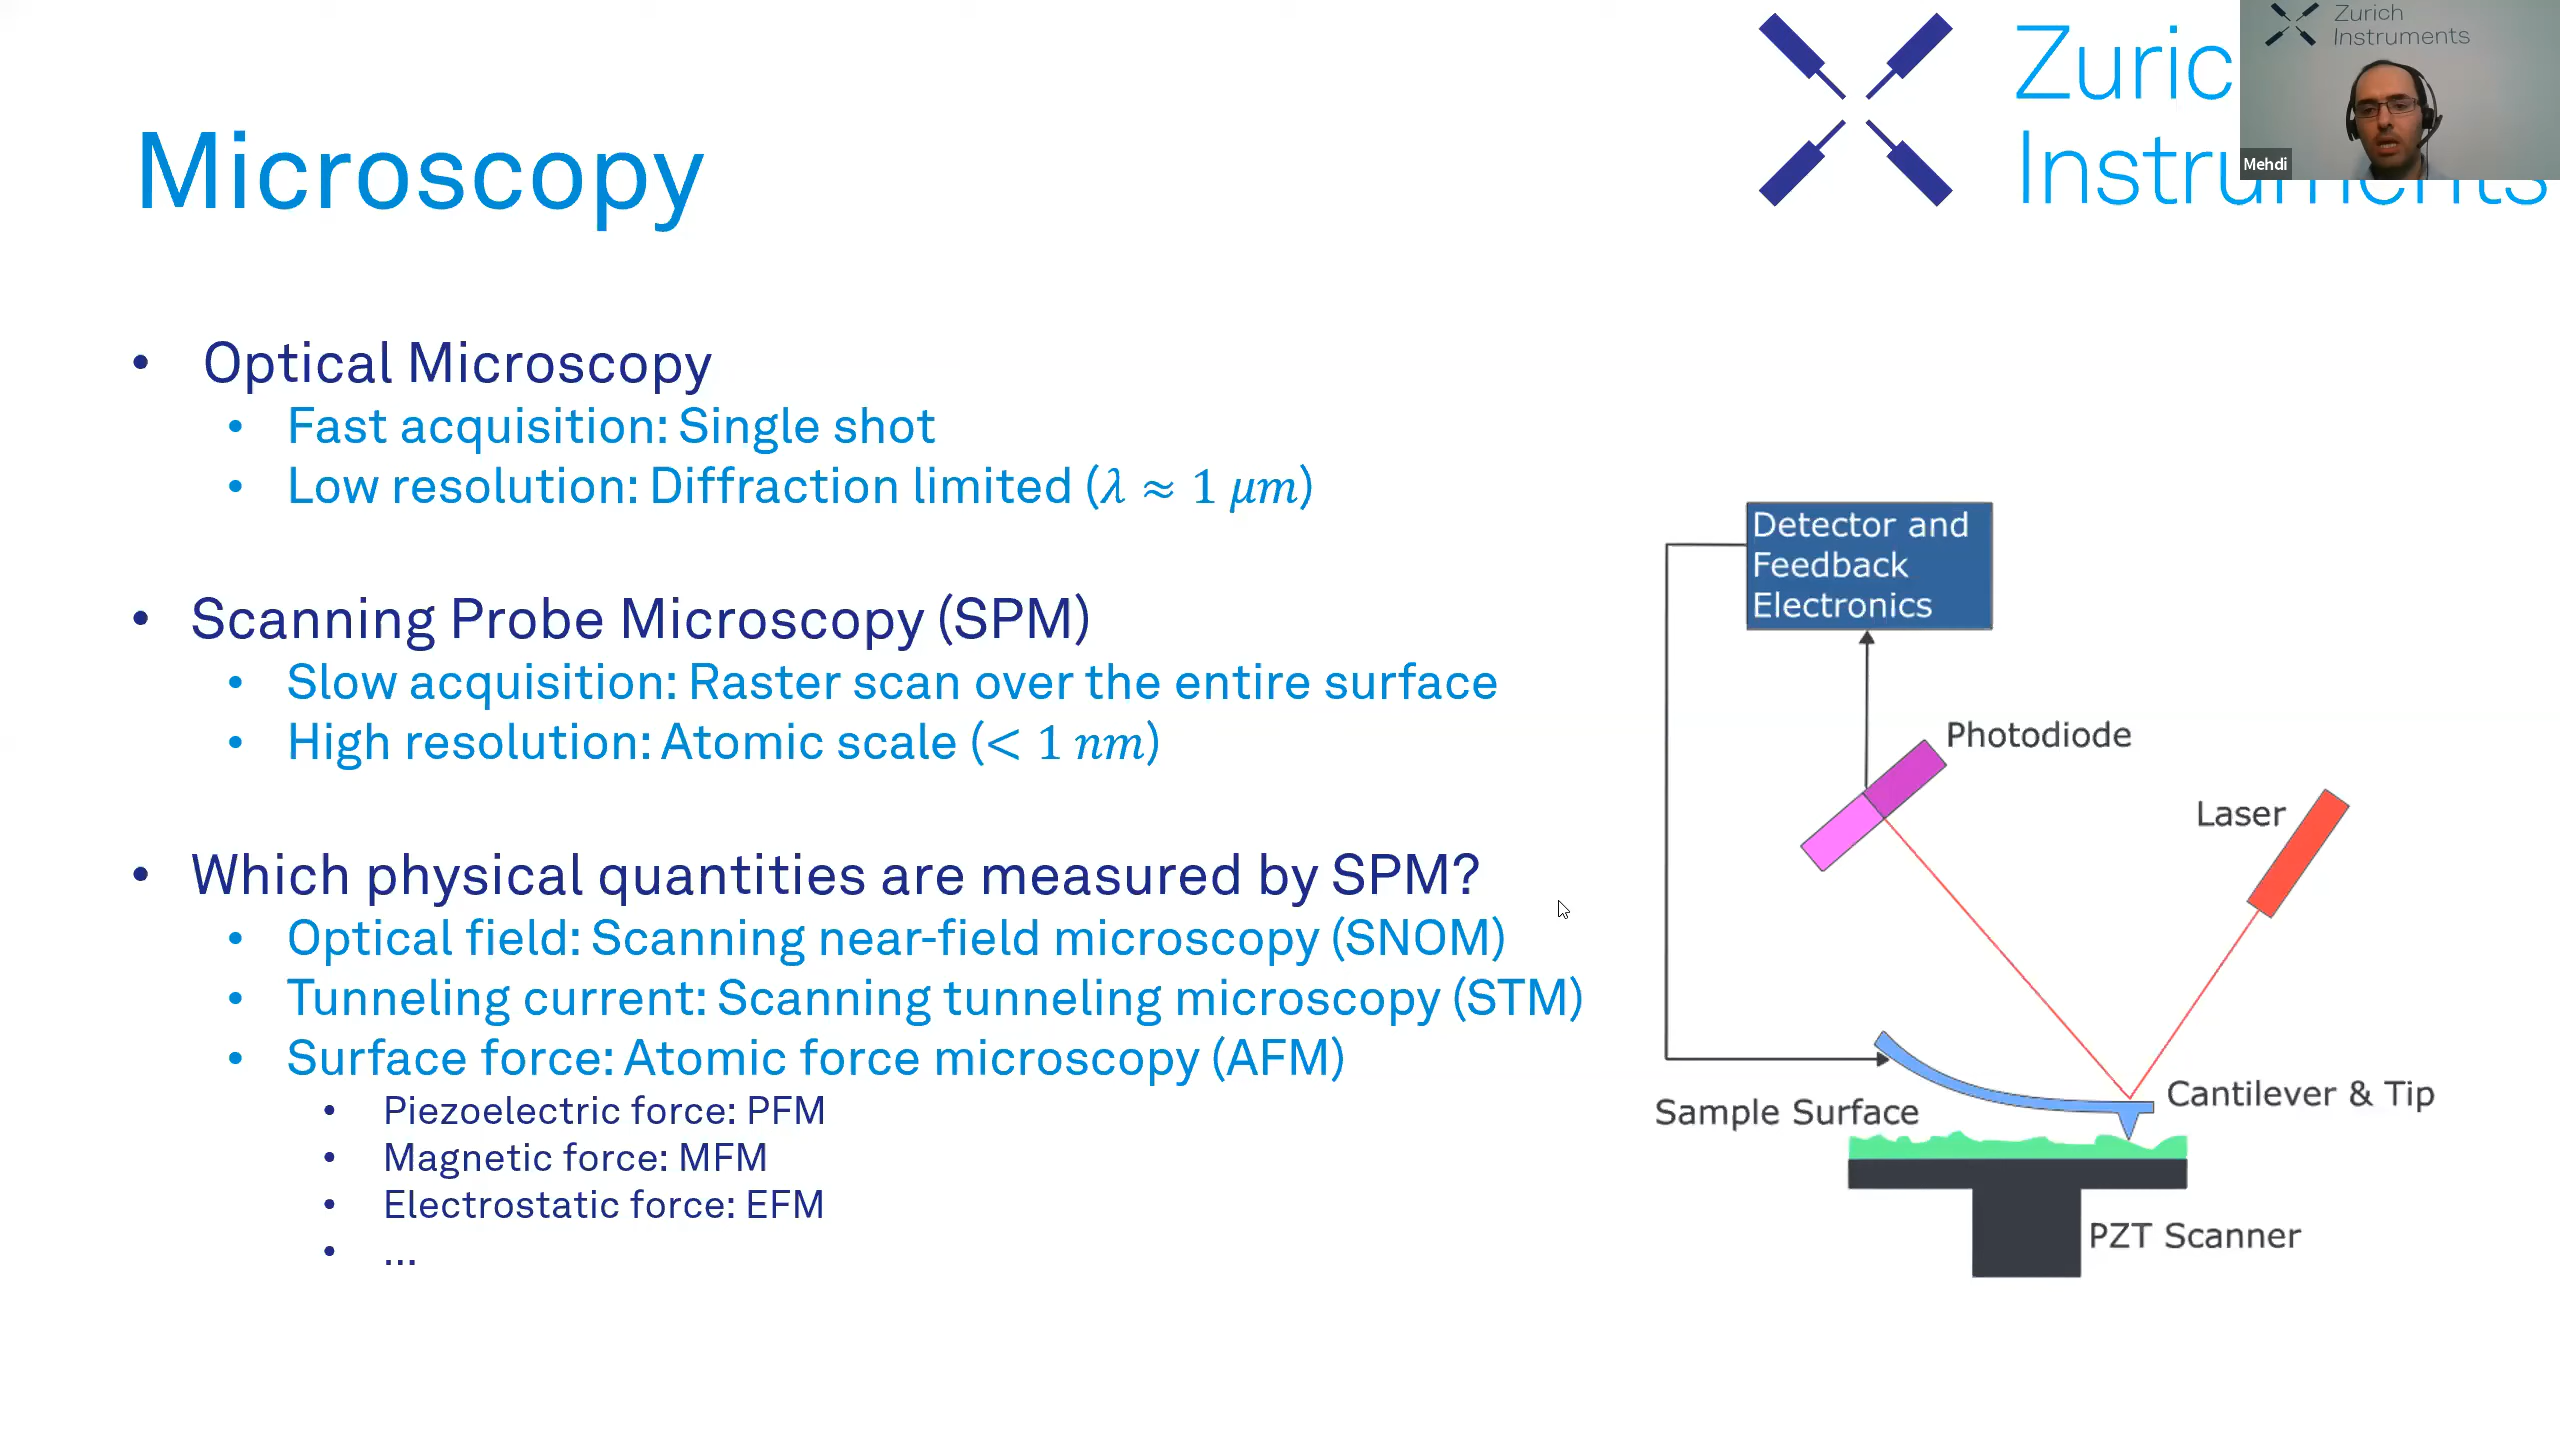 Microscopy
Zuric
Instruments
Zurich
Instruments
Mehdi
• Optical Microscopy
• Fast acquisition: Single shot
• Low resolution: Diffraction limited (λ ≈ 1 μm)
• Scanning Probe Microscopy (SPM)
• Slow acquisition: Raster scan over the entire surface
• High resolution: Atomic scale (< 1 nm)
• Which physical quantities are measured by SPM?
• Optical field: Scanning near-field microscopy (SNOM)
• Tunneling current: Scanning tunneling microscopy (STM)
• Surface force: Atomic force microscopy (AFM)
• Piezoelectric force: PFM
• Magnetic force: MFM
• Electrostatic force: EFM
• ...
Detector and
Feedback
Electronics
Photodiode
Laser
Cantilever & Tip
Sample Surface
PZT Scanner